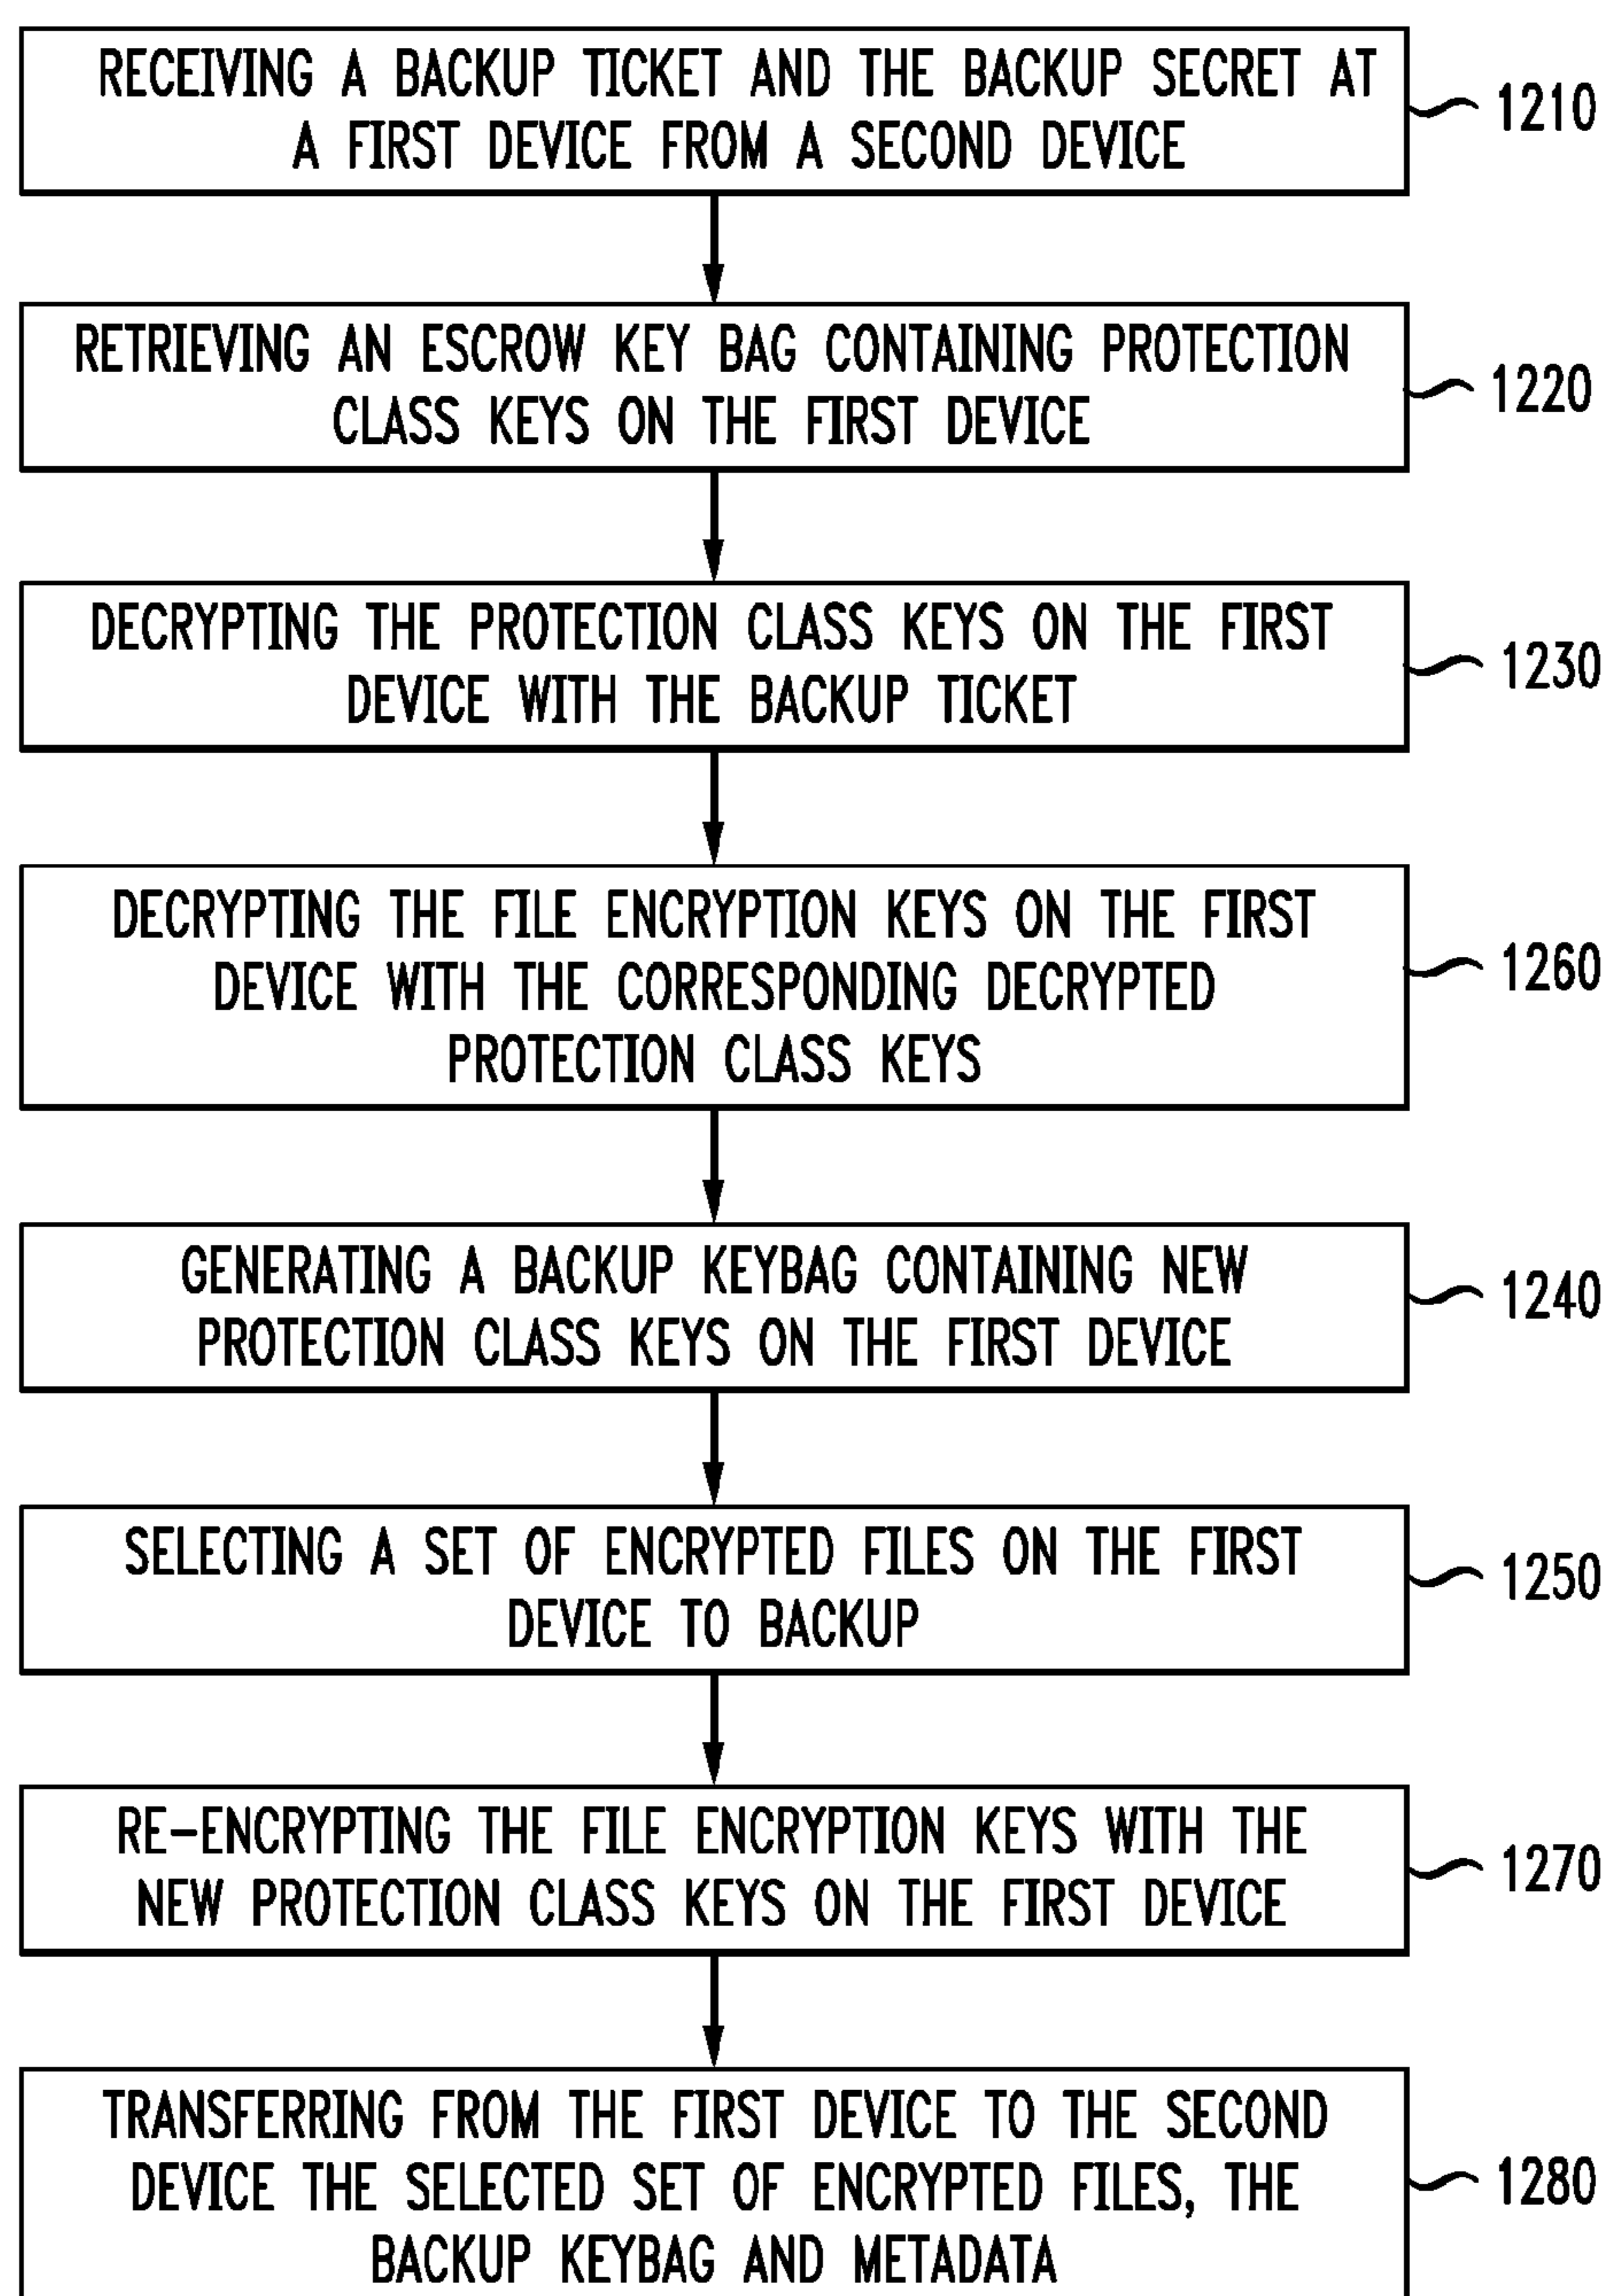 RECEIVING A BACKUP TICKET AND THE BACKUP SECRET AT
A FIRST DEVICE FROM A SECOND DEVICE
1210
RETRIEVING AN ESCROW KEY BAG CONTAINING PROTECTION
CLASS KEYS ON THE FIRST DEVICE
1220
DECRYPTING THE PROTECTION CLASS KEYS ON THE FIRST
DEVICE WITH THE BACKUP TICKET
1230
DECRYPTING THE FILE ENCRYPTION KEYS ON THE FIRST
DEVICE WITH THE CORRESPONDING DECRYPTED
PROTECTION CLASS KEYS
1260
GENERATING A BACKUP KEYBAG CONTAINING NEW
PROTECTION CLASS KEYS ON THE FIRST DEVICE
1240
SELECTING A SET OF ENCRYPTED FILES ON THE FIRST
DEVICE TO BACKUP
1250
RE-ENCRYPTING THE FILE ENCRYPTION KEYS WITH THE
NEW PROTECTION CLASS KEYS ON THE FIRST DEVICE
1270
TRANSFERRING FROM THE FIRST DEVICE TO THE SECOND
DEVICE THE SELECTED SET OF ENCRYPTED FILES, THE
BACKUP KEYBAG AND METADATA
1280